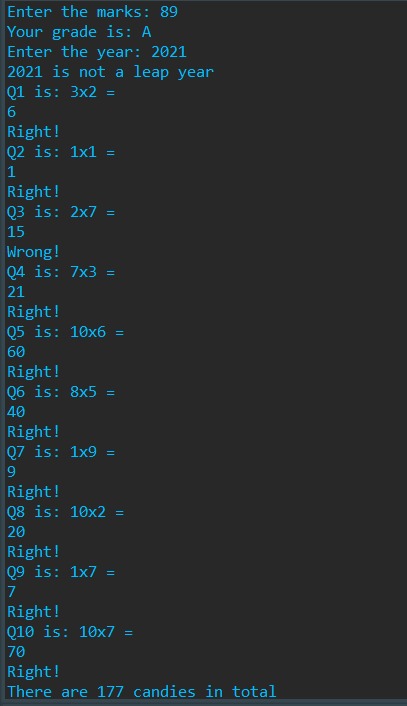 Enter the marks: 89
Your grade is: A
Enter the year: 2021
2021 is not a leap year
Q1 is: 3x2 =
6
Right!
Q2 is: 1x1 =
1
Right!
Q3 is: 2x7 =
15
Wrong!
Q4 is: 7x3 =
21
Right!
Q5 is: 10x6 =
60
Right!
Q6 is: 8x5 =
40
Right!
Q7 is: 1x9 =
9
Right!
Q8 is: 10x2 =
20
Right!
Q9 is: 1x7 =
7
Right!
Q10 is: 10x7 =
70
Right!
There are 177 candies in total